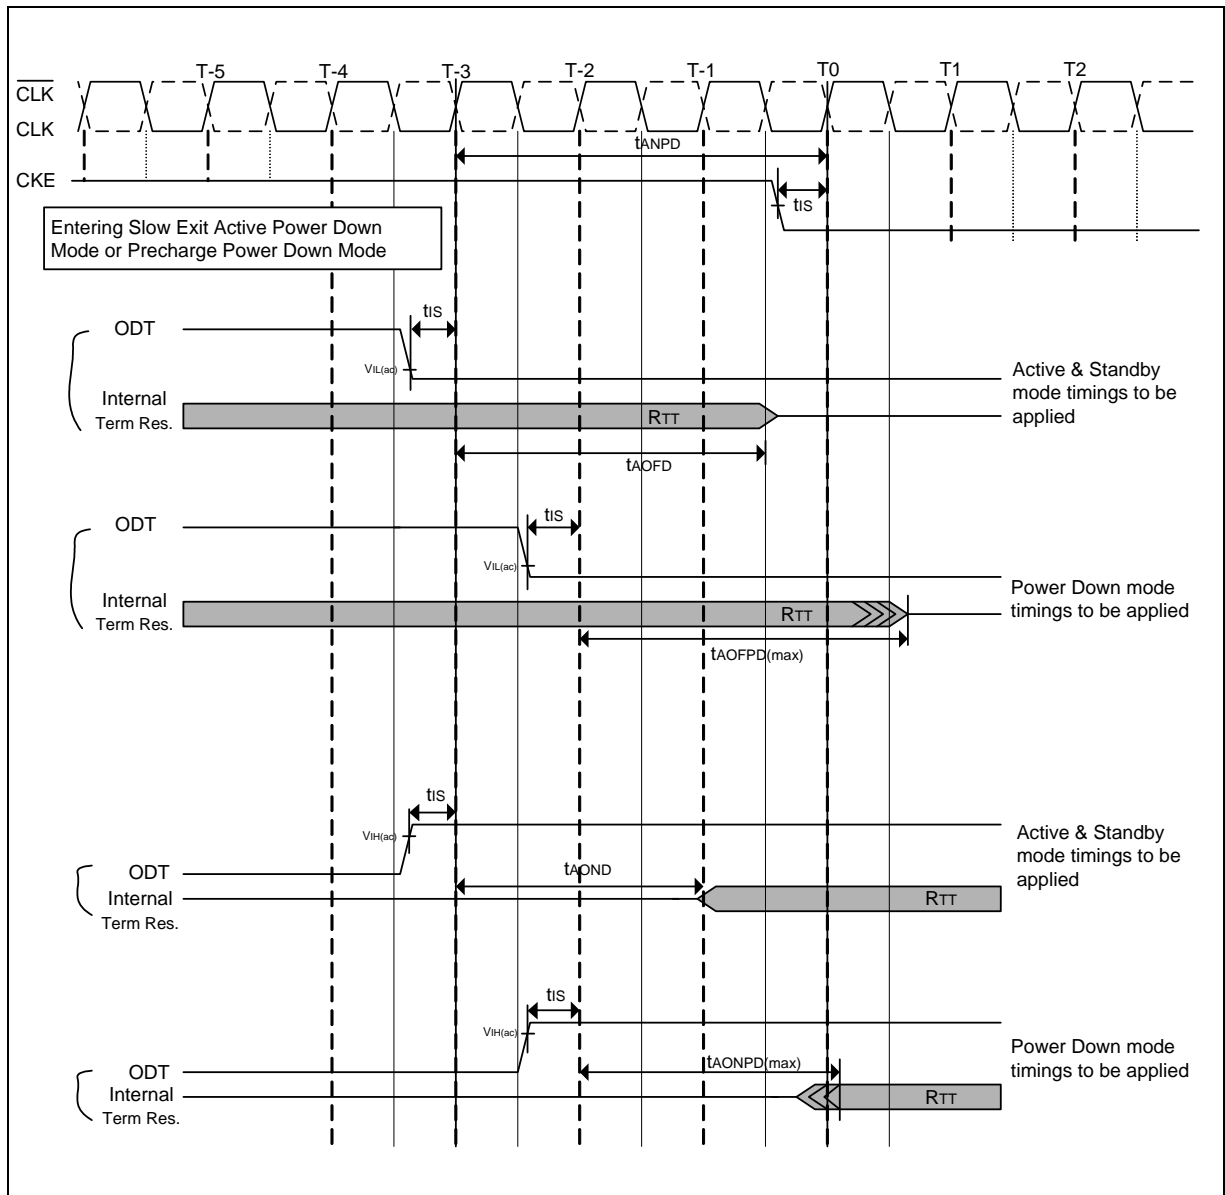 T-5 T-4 T-3 T-2 T-1 T0 T1 T2
CLK
CLK
tANPD
CKE
tIS
Entering Slow Exit Active Power Down
Mode or Precharge Power Down Mode
tIS
ODT
VIL(ac)
Active & Standby
mode timings to be
applied
Internal
Term Res.
RTT
tAOFD
tIS
ODT
VIL(ac)
Power Down mode
timings to be applied
Internal
Term Res.
RTT
tAOFPD(max)
tIS
VIH(ac)
Active & Standby
mode timings to be
applied
ODT
tAOND
Internal
Term Res.
RTT
tIS
VIH(ac)
Power Down mode
timings to be applied
ODT
tAONPD(max)
Internal
Term Res.
RTT